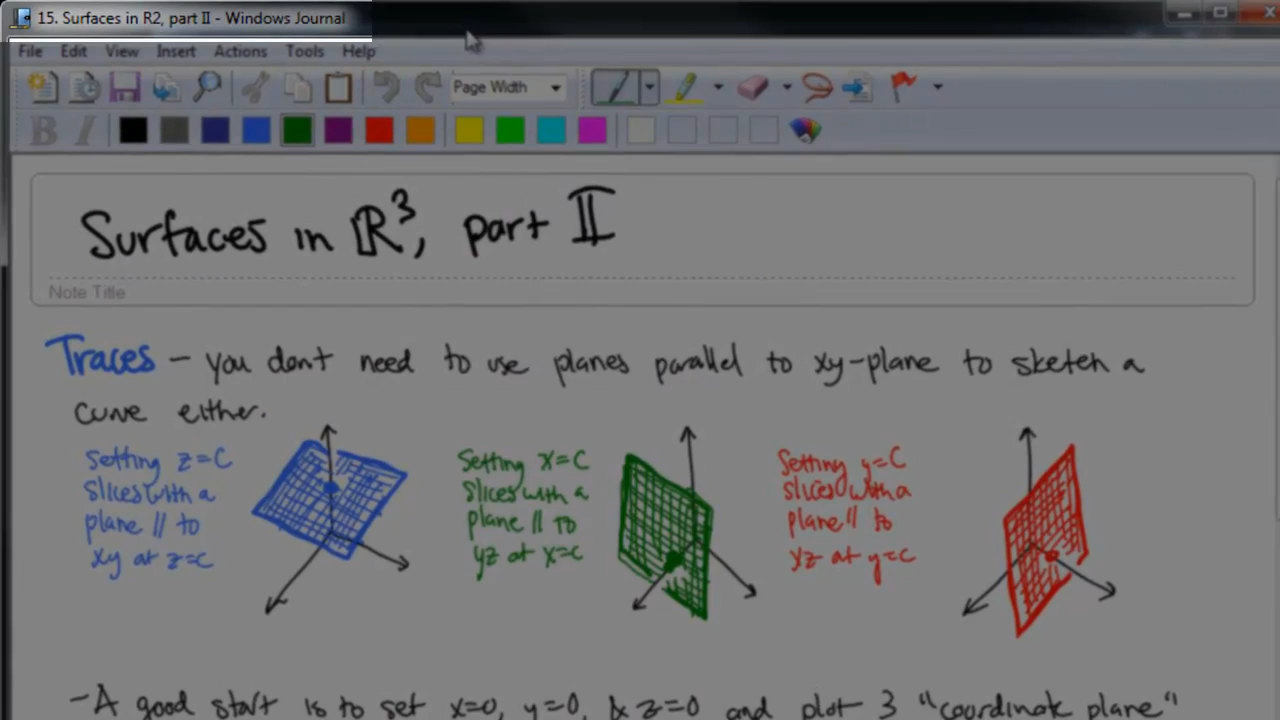 15. Surfaces in R2, part II - Windows Journal
File Edit View Insert Actions Tools Help
Page Width
B I
Surfaces in ℝ³, part II
Note Title
Traces – you don't need to use planes parallel to xy-plane to sketch a
curve either.
Setting z=C
slices with a
plane // to
xy at z=C
Setting x=C
slices with a
plane // to
yz at x=C
Setting y=C
slices with a
plane // to
xz at y=C
- A good start is to set x=0, y=0, & z=0 and plot 3 "coordinate plane"